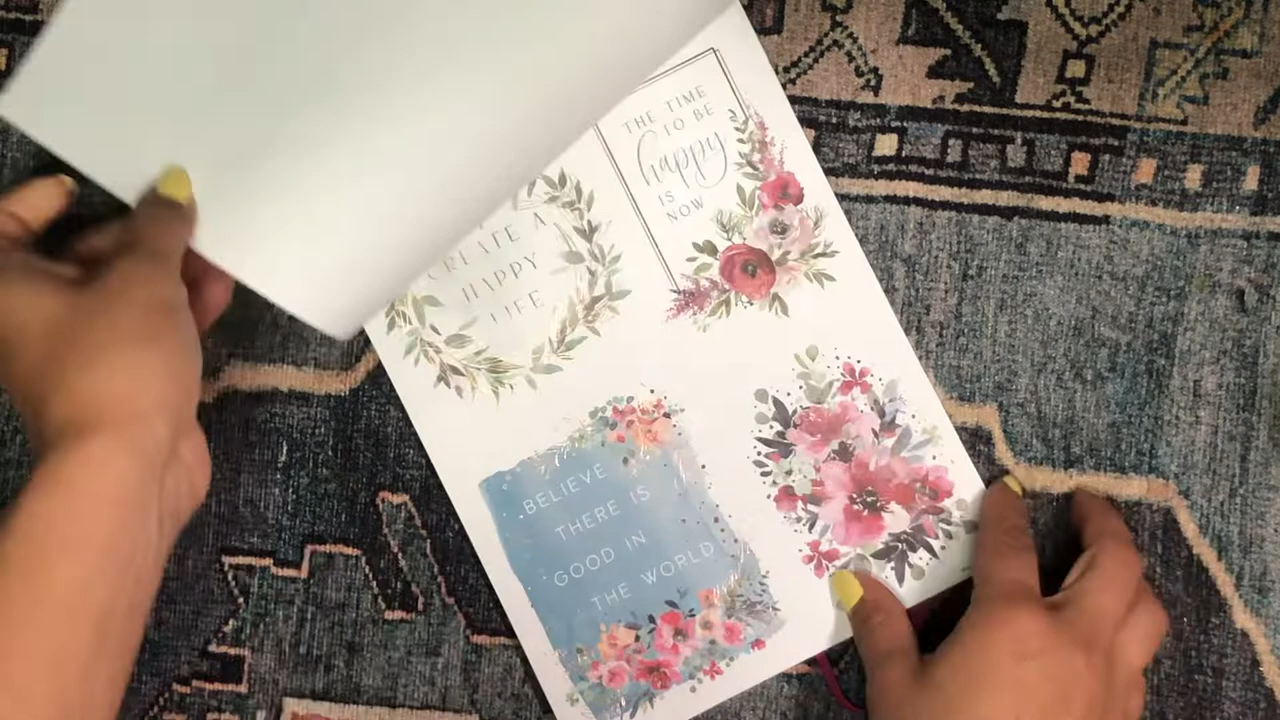 THE TIME
TO BE
happy
IS
NOW
CREATE A
HAPPY
LIFE
BELIEVE
THERE IS
GOOD IN
THE WORLD